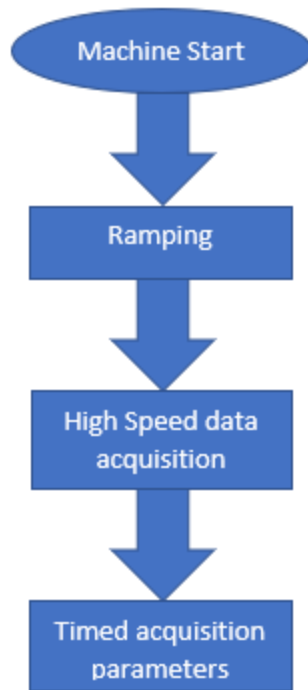 Machine Start
Ramping
High Speed data
acquisition
Timed acquisition
parameters